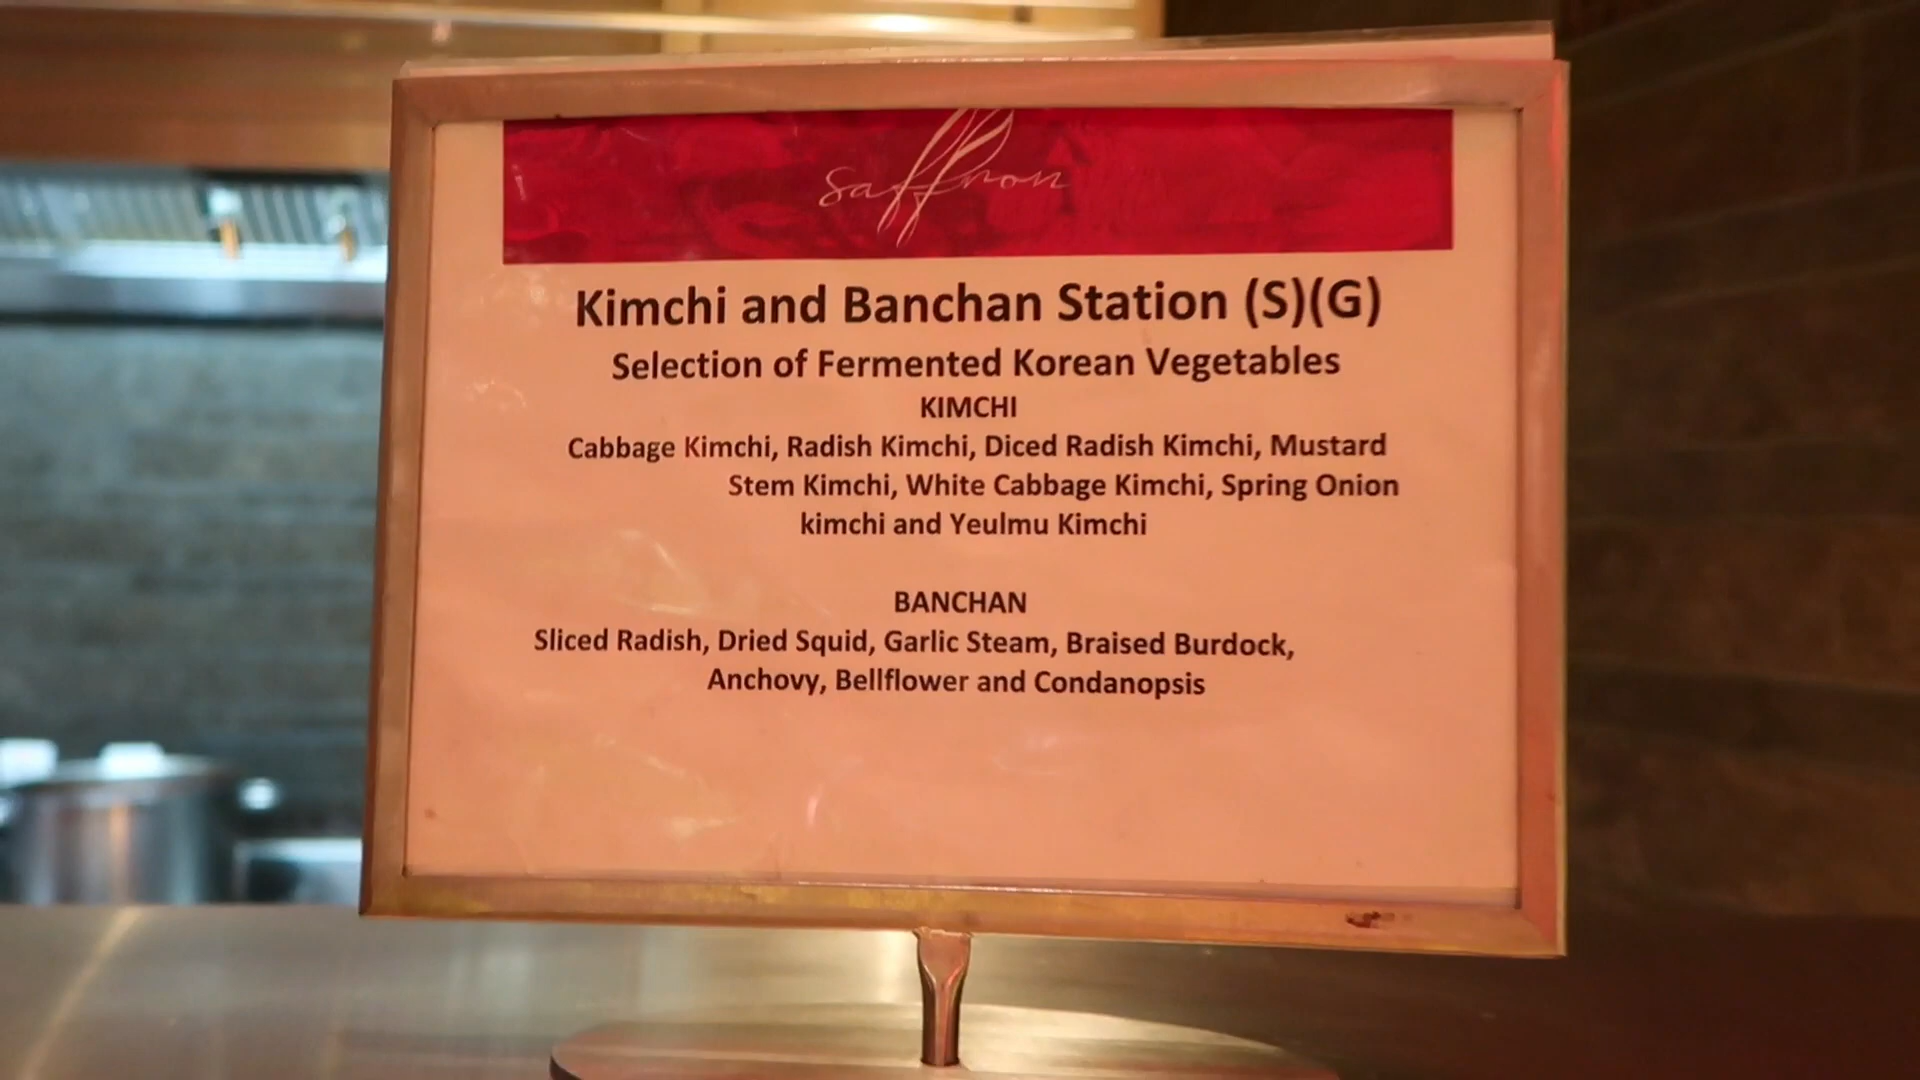 saffron
Kimchi and Banchan Station (S)(G)
Selection of Fermented Korean Vegetables
KIMCHI
Cabbage Kimchi, Radish Kimchi, Diced Radish Kimchi, Mustard
Stem Kimchi, White Cabbage Kimchi, Spring Onion
kimchi and Yeulmu Kimchi
BANCHAN
Sliced Radish, Dried Squid, Garlic Steam, Braised Burdock,
Anchovy, Bellflower and Condanopsis